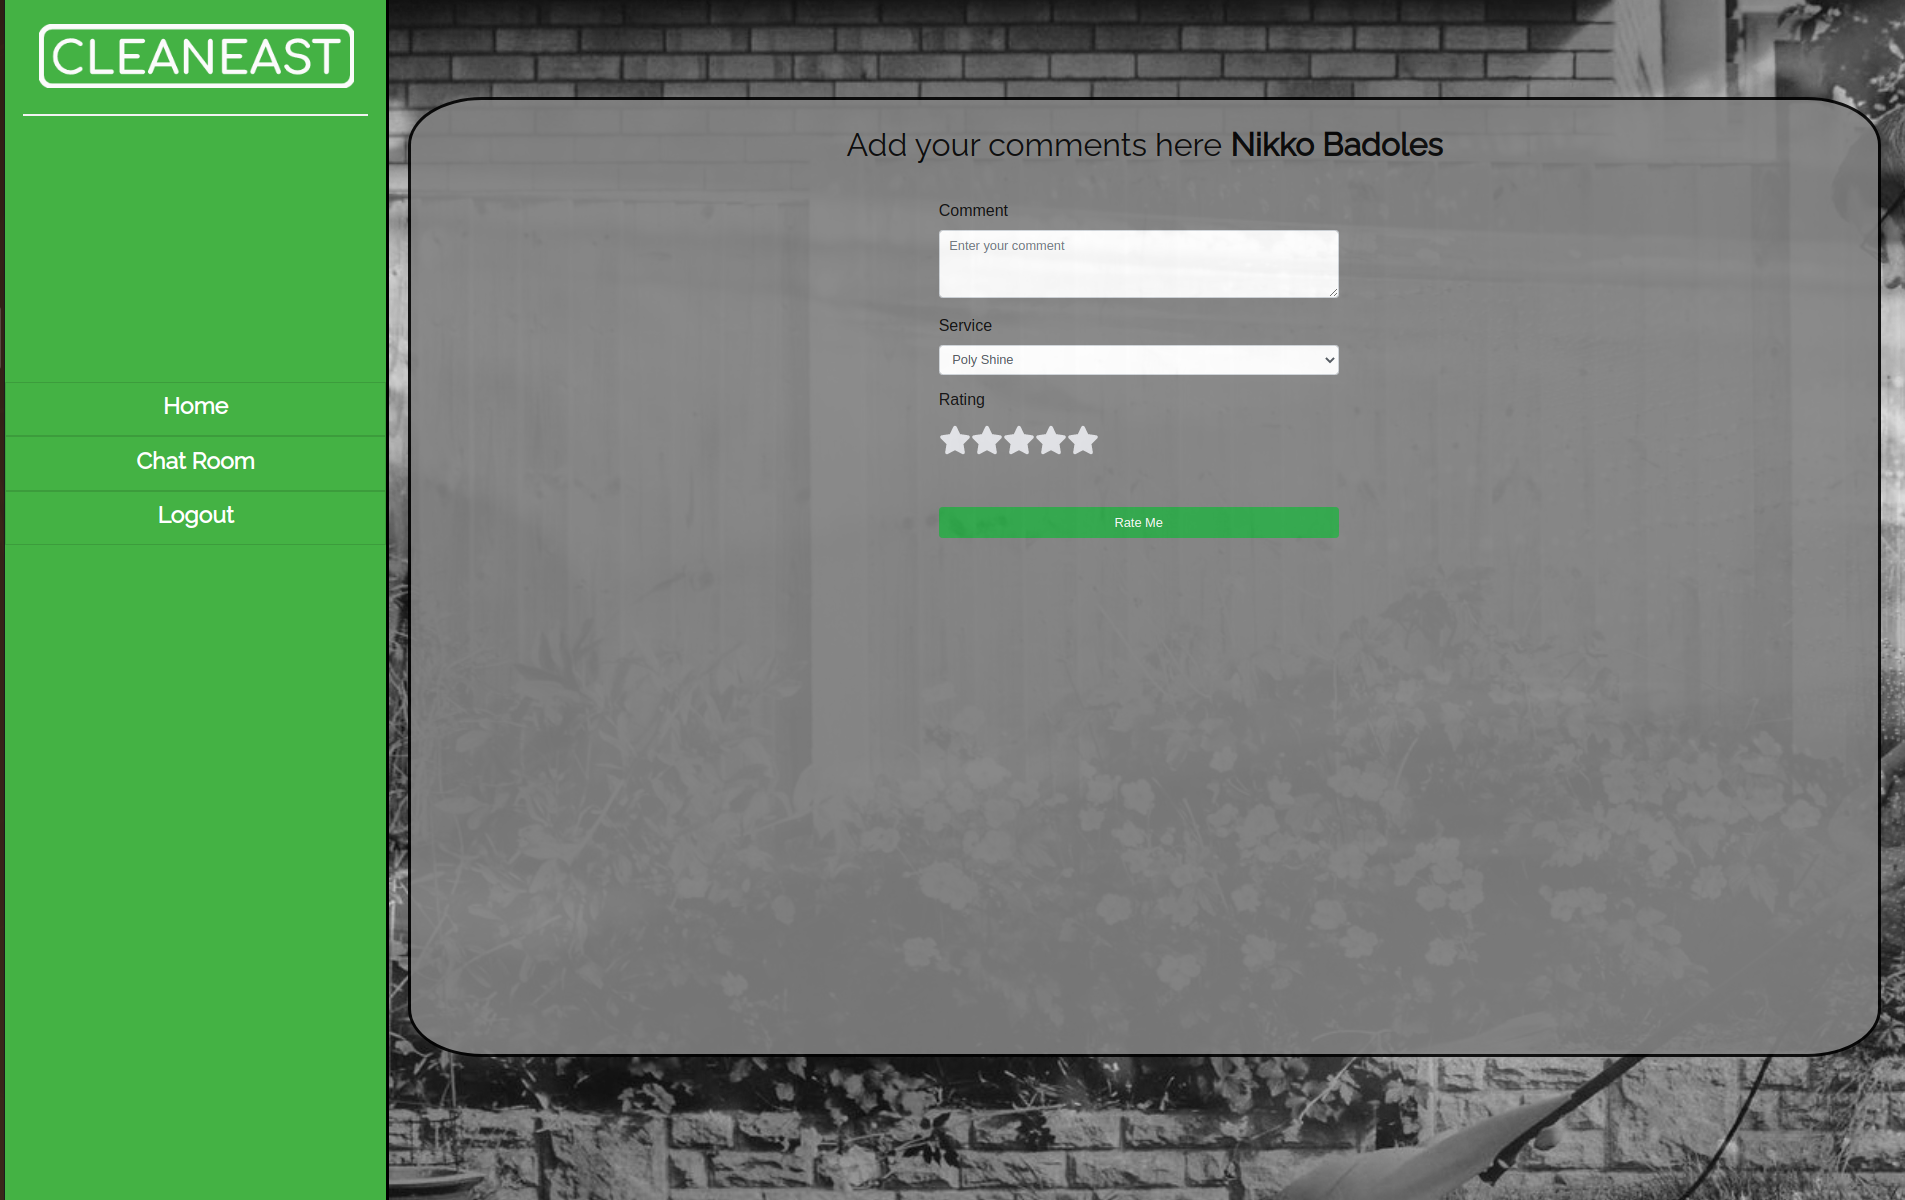 CLEANEAST
Home
Chat Room
Logout
Add your comments here Nikko Badoles
Comment
Enter your comment
Service
Poly Shine
Rating
Rate Me